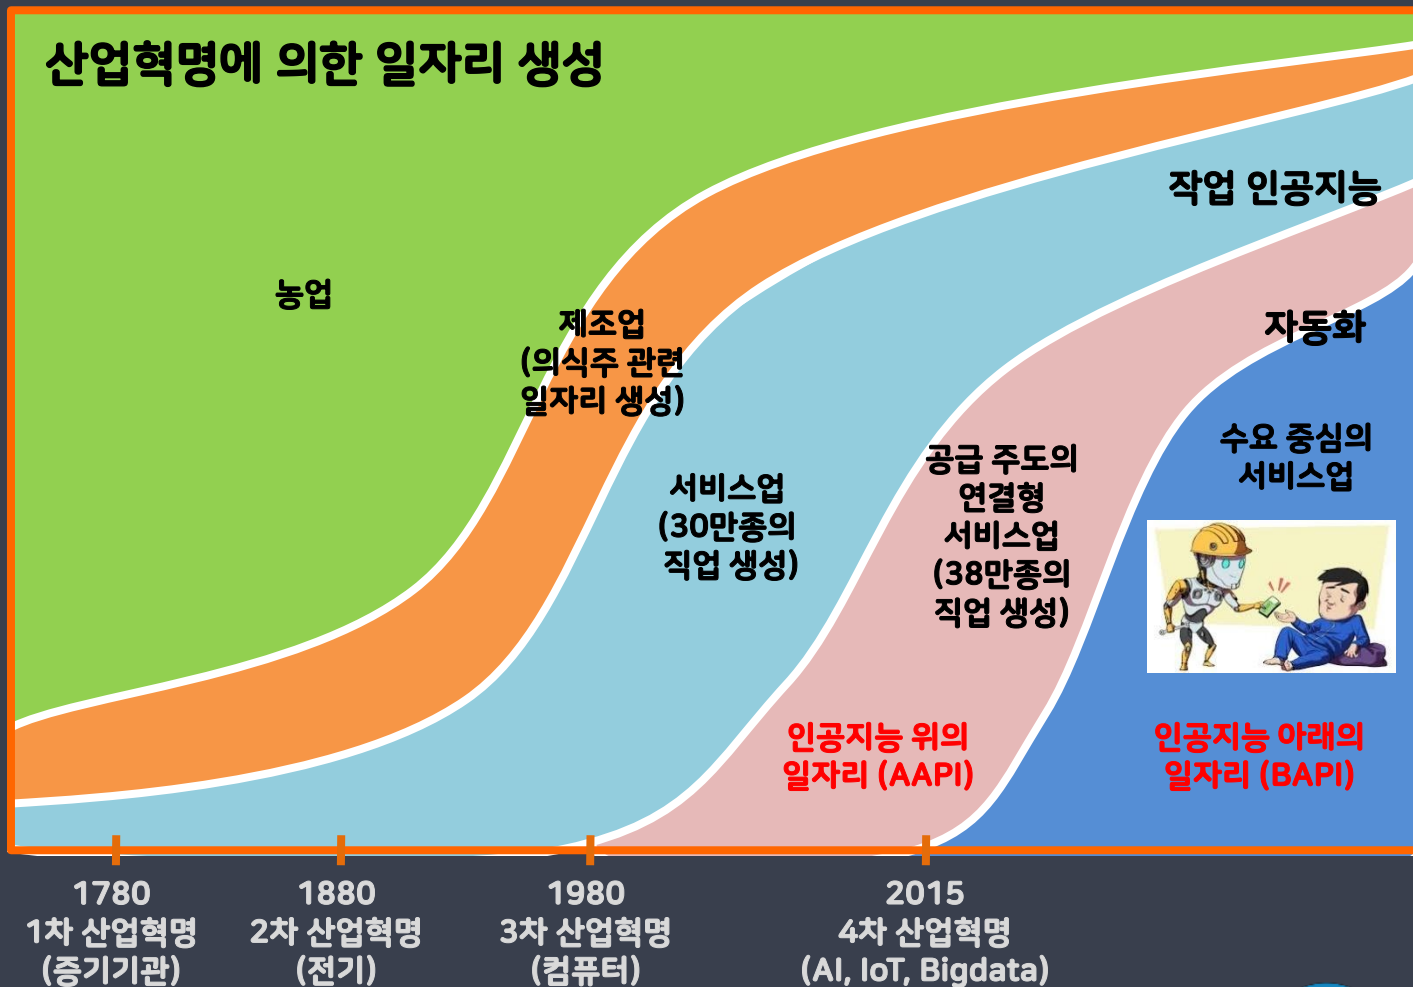 산업혁명에 의한 일자리 생성
농업
제조업
(의식주 관련
일자리 생성)
서비스업
(30만종의
직업 생성)
공급 주도의
연결형
서비스업
(38만종의
직업 생성)
작업 인공지능
자동화
수요 중심의
서비스업
인공지능 위의
일자리 (AAPI)
인공지능 아래의
일자리 (BAPI)
1780
1차 산업혁명
(증기기관)
1880
2차 산업혁명
(전기)
1980
3차 산업혁명
(컴퓨터)
2015
4차 산업혁명
(AI, IoT, Bigdata)